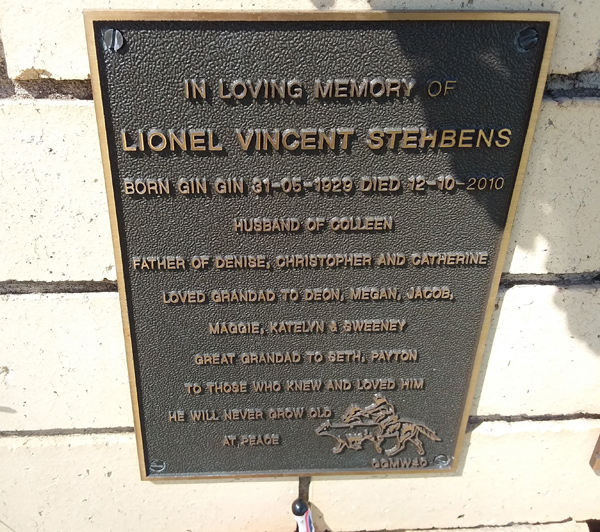 IN LOVING MEMORY OF
LIONEL VINCENT STEHBENS
BORN GIN GIN 31-05-1929 DIED 12-10-2010
HUSBAND OF COLLEEN
FATHER OF DENISE, CHRISTOPHER AND CATHERINE
LOVED GRANDAD TO DEON, MEGAN, JACOB,
MAGGIE, KATELYN & SWEENEY
GREAT GRANDAD TO SETH, PAYTON
TO THOSE WHO KNEW AND LOVED HIM
HE WILL NEVER GROW OLD
AT PEACE